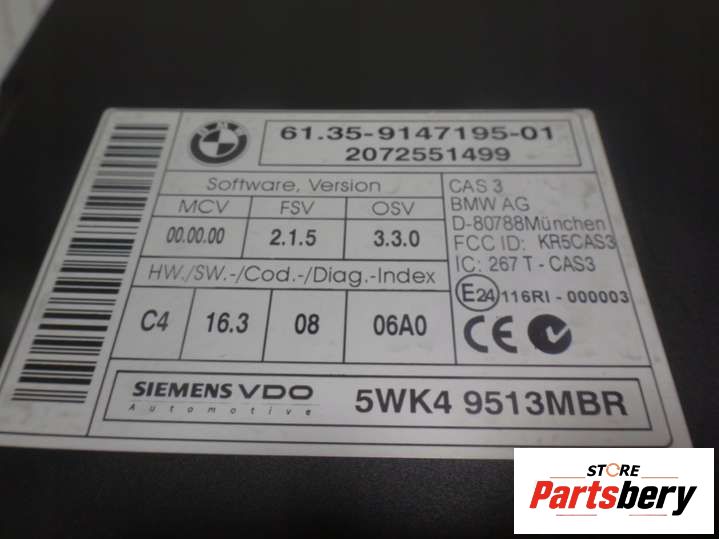 BMW
61.35-9147195-01
2072551499
Software, Version
MCV FSV OSV
00.00.00 2.1.5 3.3.0
HW./SW.-/Cod.-/Diag.-Index
C4 16.3 08 06A0
CAS 3
BMW AG
D-80788München
FCC ID: KR5CAS3
IC: 267 T - CAS3
E24 116RI - 000003
CE
SIEMENS VDO
Automotive
5WK4 9513MBR
STORE
Partsbery